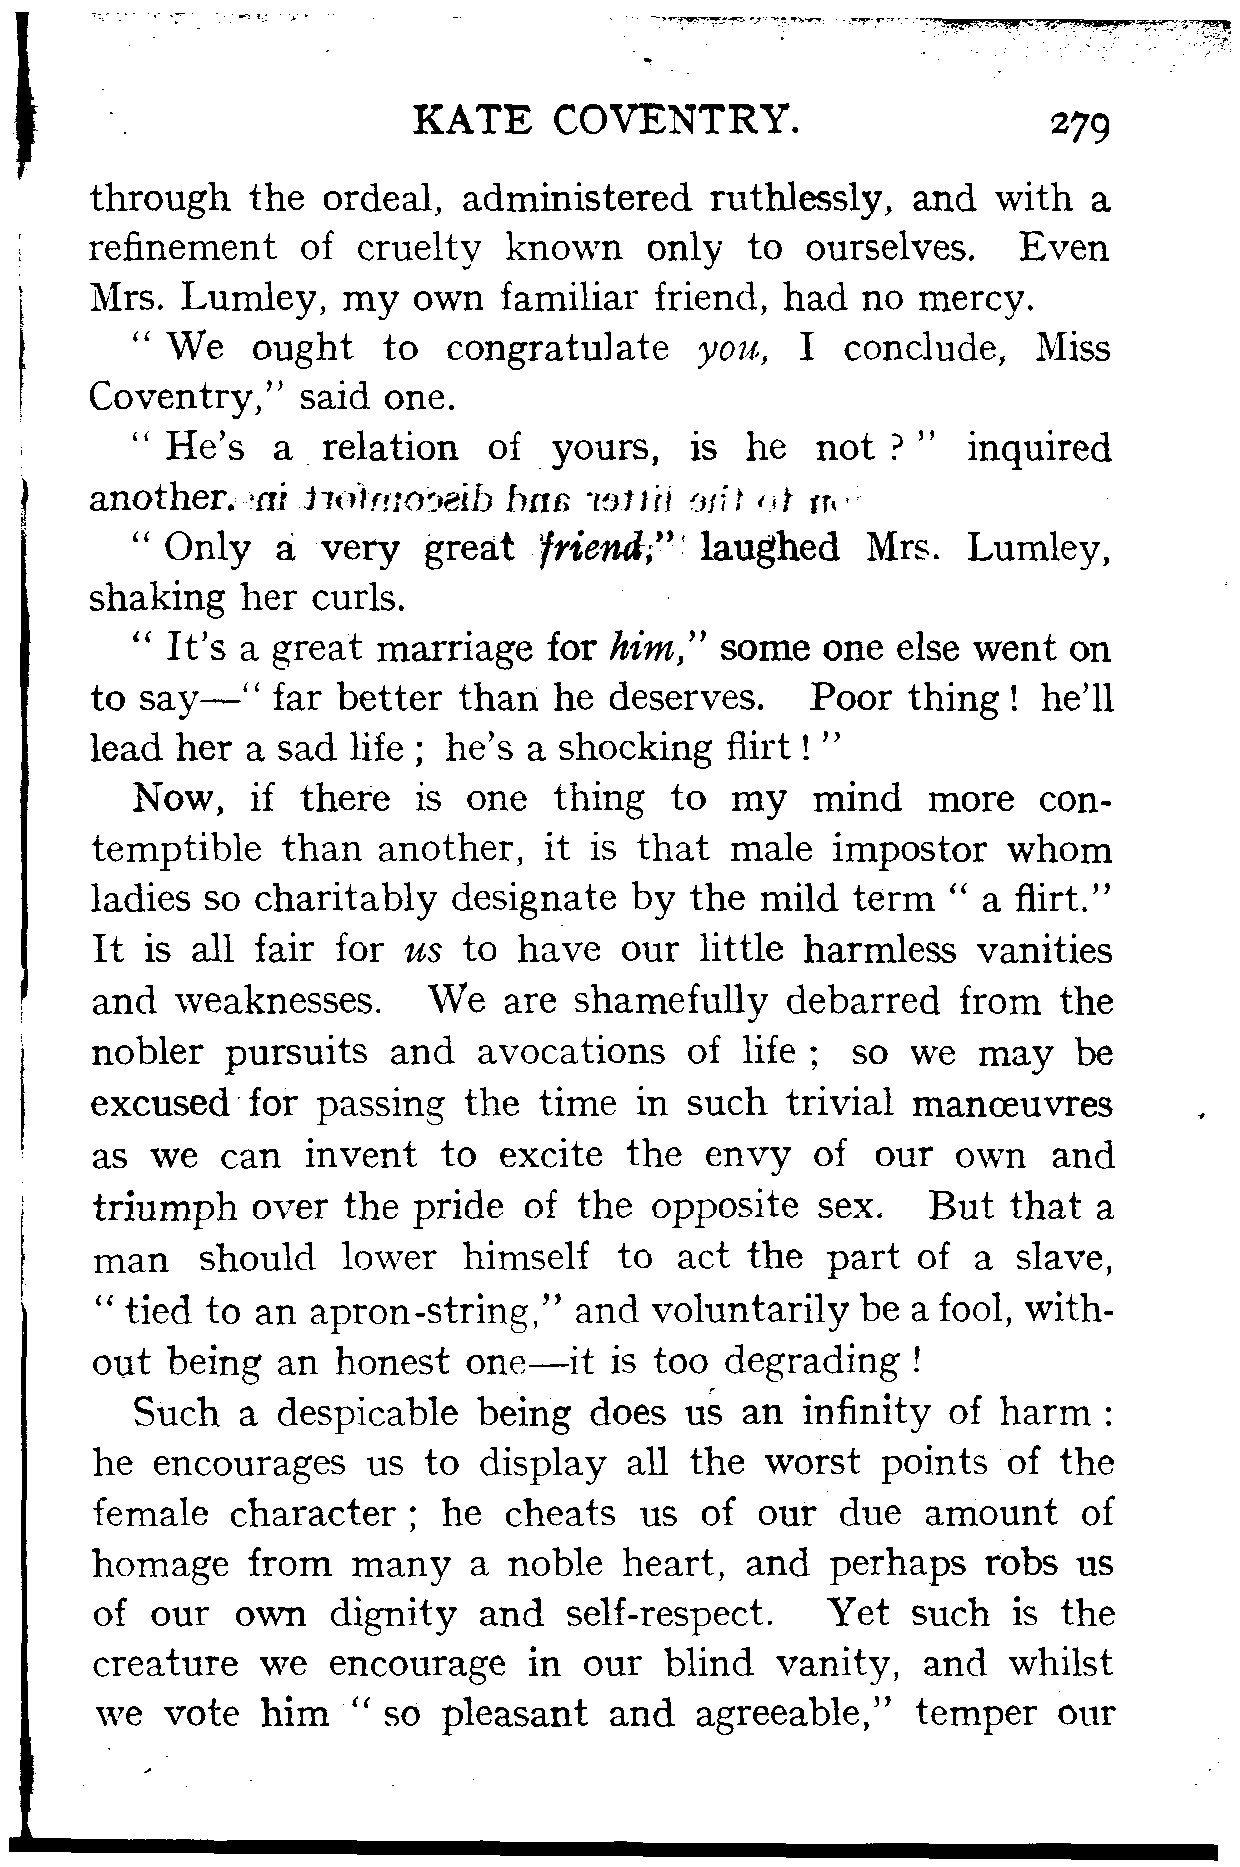 KATE COVENTRY. 279
through the ordeal, administered ruthlessly, and with a
refinement of cruelty known only to ourselves. Even
Mrs. Lumley, my own familiar friend, had no mercy.
“ We ought to congratulate you, I conclude, Miss
Coventry,” said one.
“ He’s a relation of yours, is he not ? ” inquired
another.
“ Only a very great friend,” laughed Mrs. Lumley,
shaking her curls.
“ It’s a great marriage for him,” some one else went on
to say—“ far better than he deserves. Poor thing ! he’ll
lead her a sad life ; he’s a shocking flirt ! ”
Now, if there is one thing to my mind more con-
temptible than another, it is that male impostor whom
ladies so charitably designate by the mild term “ a flirt.”
It is all fair for us to have our little harmless vanities
and weaknesses. We are shamefully debarred from the
nobler pursuits and avocations of life ; so we may be
excused for passing the time in such trivial manœuvres
as we can invent to excite the envy of our own and
triumph over the pride of the opposite sex. But that a
man should lower himself to act the part of a slave,
“ tied to an apron-string,” and voluntarily be a fool, with-
out being an honest one—it is too degrading !
Such a despicable being does us an infinity of harm :
he encourages us to display all the worst points of the
female character ; he cheats us of our due amount of
homage from many a noble heart, and perhaps robs us
of our own dignity and self-respect. Yet such is the
creature we encourage in our blind vanity, and whilst
we vote him “ so pleasant and agreeable,” temper our